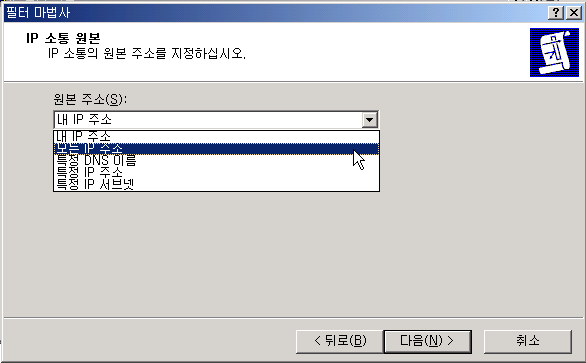 필터 마법사
IP 소통 원본
IP 소통의 원본 주소를 지정하십시오.
원본 주소(S):
내 IP 주소
내 IP 주소
모든 IP 주소
특정 DNS 이름
특정 IP 주소
특정 IP 서브넷
< 뒤로(B)
다음(N) >
취소